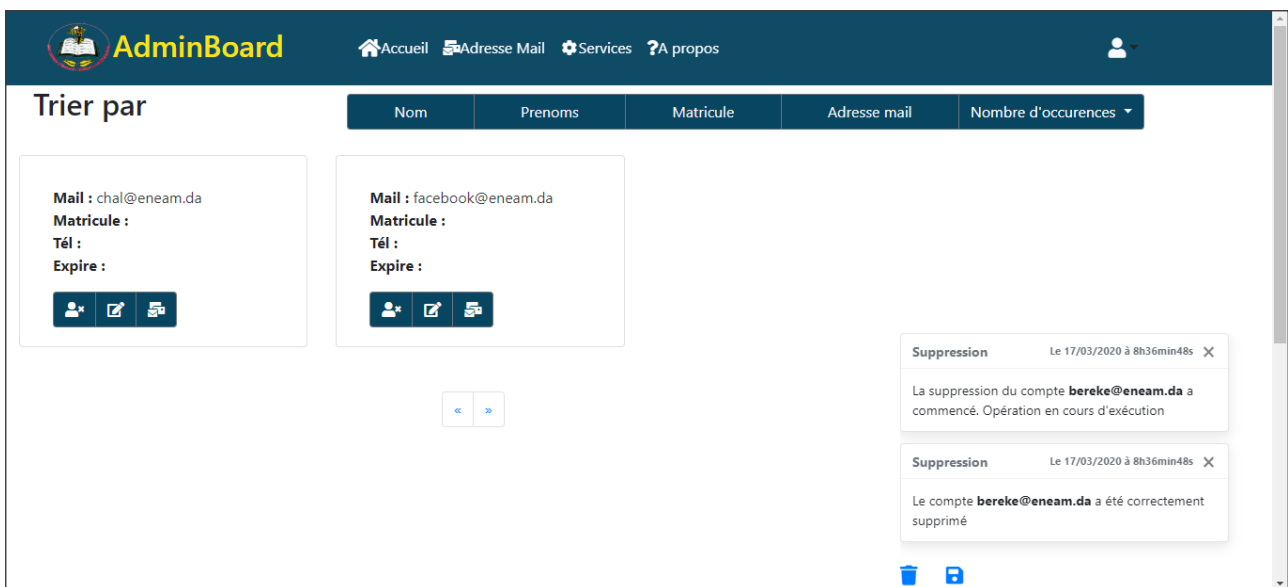 AdminBoard
Accueil Adresse Mail Services ?A propos
Trier par
Nom Prenoms Matricule Adresse mail Nombre d'occurences
Mail : chal@eneam.da
Matricule :
Tél :
Expire :
Mail : facebook@eneam.da
Matricule :
Tél :
Expire :
« »
Suppression Le 17/03/2020 à 8h36min48s ×
La suppression du compte bereke@eneam.da a
commencé. Opération en cours d'exécution
Suppression Le 17/03/2020 à 8h36min48s ×
Le compte bereke@eneam.da a été correctement
supprimé